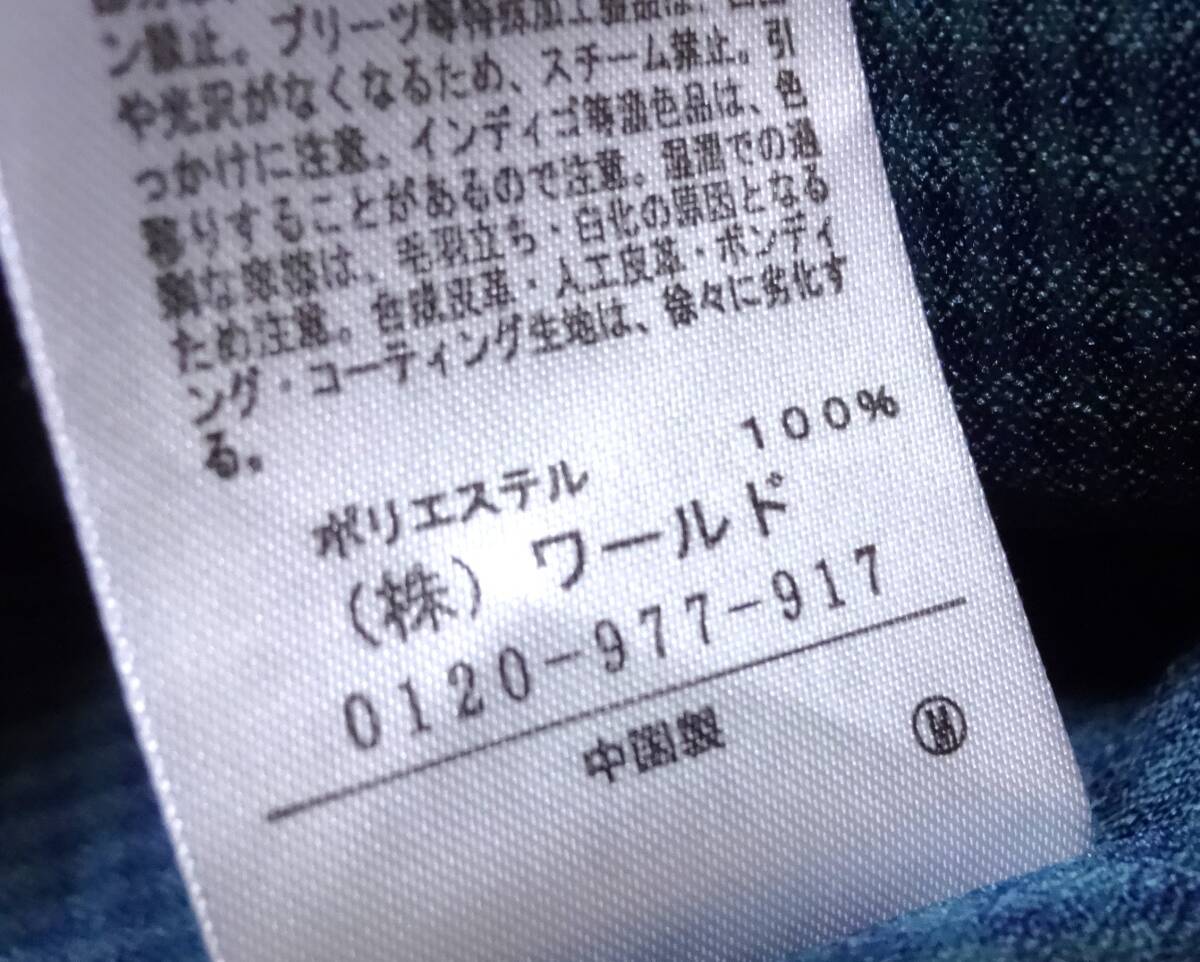 ン禁止。プリーツ等特殊加工製品は、
や光沢がなくなるため、スチーム禁止。引
っかけに注意。インディゴ等濃色品は、色
移りすることがあるので注意。湿潤での過
剰な摩擦は、毛羽立ち・白化の原因となる
ため注意。合成皮革・人工皮革・ボンディ
ング・コーティング生地は、徐々に劣化す
る。
ポリエステル 100%
(株) ワールド
0120-977-917
中国製